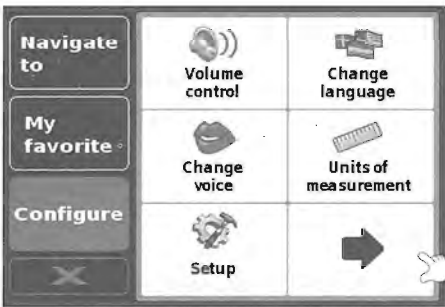 Navigate
to
My
favorite
Configure
Volume
control
Change
language
Change
voice
Units of
measurement
Setup